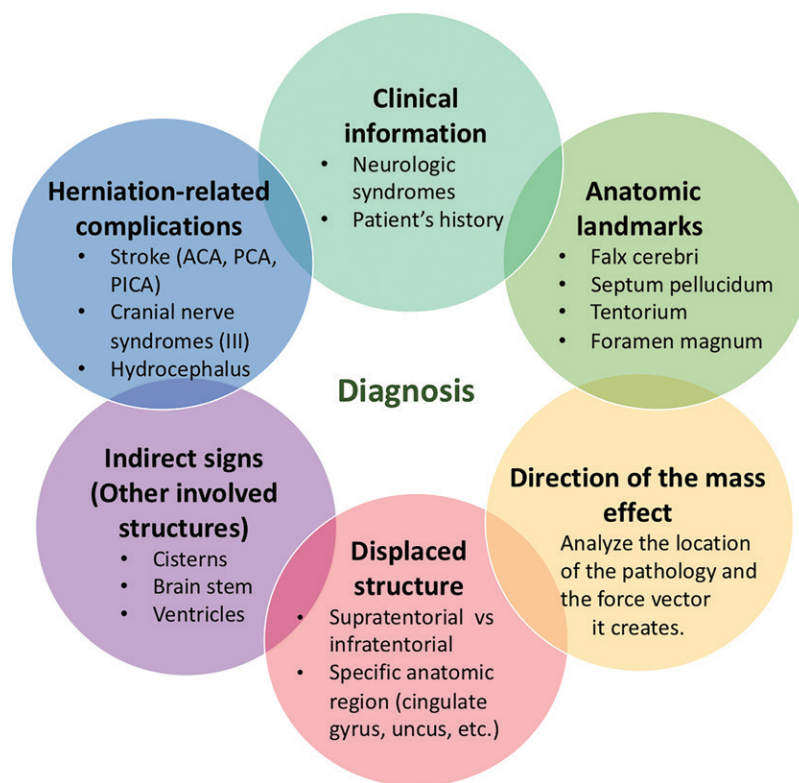 Clinical
information
• Neurologic
syndromes
• Patient's history
Anatomic
landmarks
• Falx cerebri
• Septum pellucidum
• Tentorium
• Foramen magnum
Direction of the mass
effect
Analyze the location
of the pathology and
the force vector
it creates.
Displaced
structure
• Supratentorial vs
infratentorial
• Specific anatomic
region (cingulate
gyrus, uncus, etc.)
Indirect signs
(Other involved
structures)
• Cisterns
• Brain stem
• Ventricles
Herniation-related
complications
• Stroke (ACA, PCA,
PICA)
• Cranial nerve
syndromes (III)
• Hydrocephalus
Diagnosis